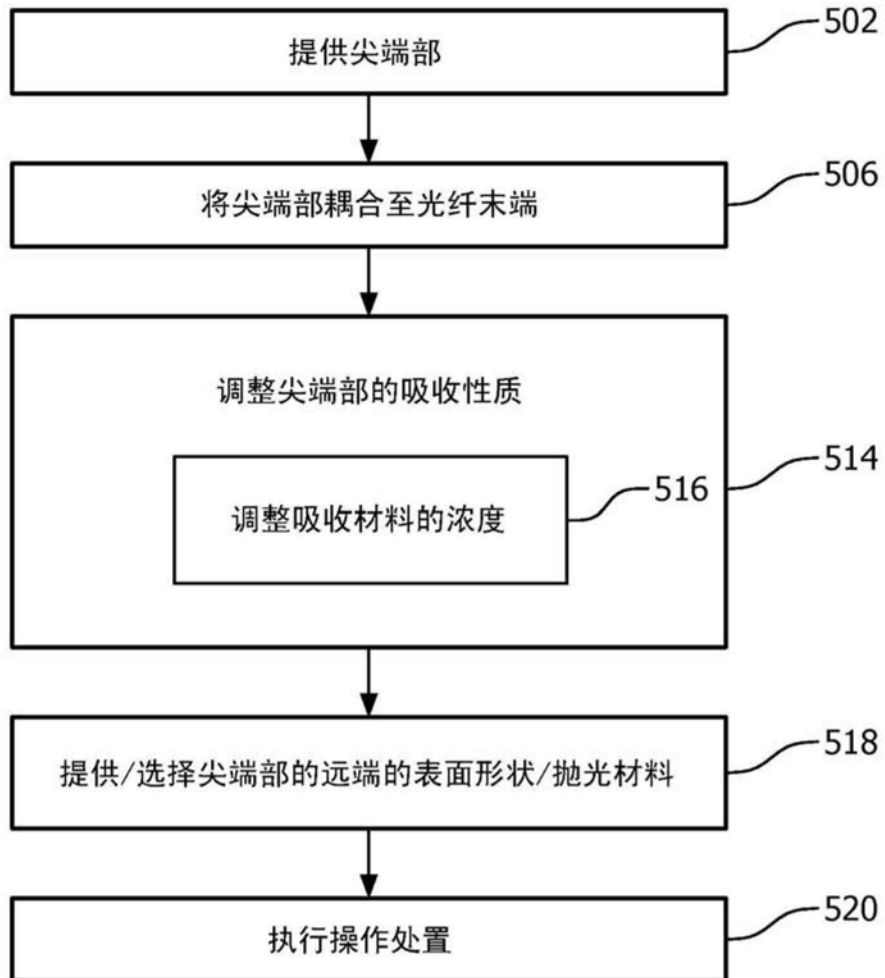 提供尖端部
502
将尖端部耦合至光纤末端
506
调整尖端部的吸收性质
514
调整吸收材料的浓度
516
提供/选择尖端部的远端的表面形状/抛光材料
518
执行操作处置
520